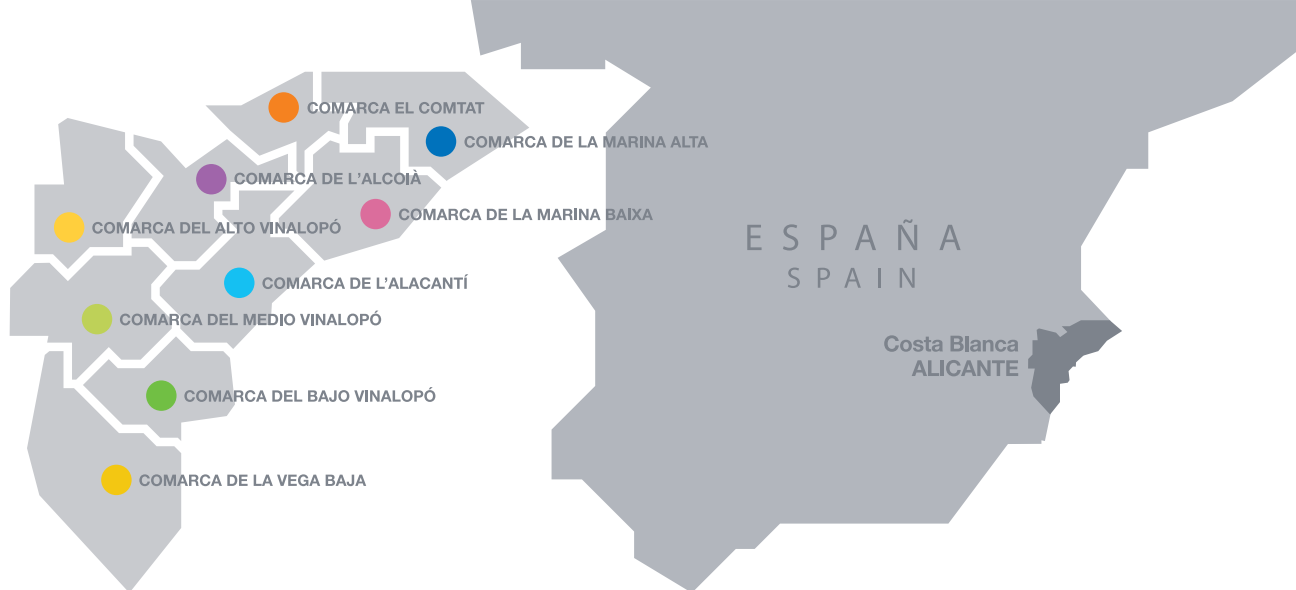 COMARCA EL COMTAT
COMARCA DE LA MARINA ALTA
COMARCA DE L'ALCOIÀ
COMARCA DE LA MARINA BAIXA
COMARCA DEL ALTO VINALOPÓ
COMARCA DE L'ALACANTÍ
COMARCA DEL MEDIO VINALOPÓ
COMARCA DEL BAJO VINALOPÓ
COMARCA DE LA VEGA BAJA
ESPAÑA
SPAIN
Costa Blanca
ALICANTE